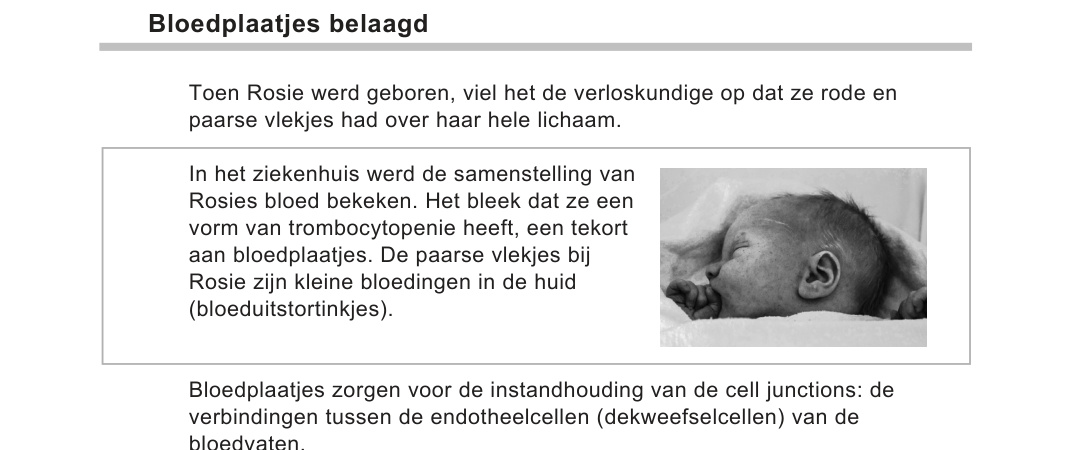 Bloedplaatjes belaagd
Toen Rosie werd geboren, viel het de verloskundige op dat ze rode en
paarse vlekjes had over haar hele lichaam.
In het ziekenhuis werd de samenstelling van
Rosies bloed bekeken. Het bleek dat ze een
vorm van trombocytopenie heeft, een tekort
aan bloedplaatjes. De paarse vlekjes bij
Rosie zijn kleine bloedingen in de huid
(bloeduitstortinkjes).
Bloedplaatjes zorgen voor de instandhouding van de cell junctions: de
verbindingen tussen de endotheelcellen (dekweefselcellen) van de
bloedvaten.